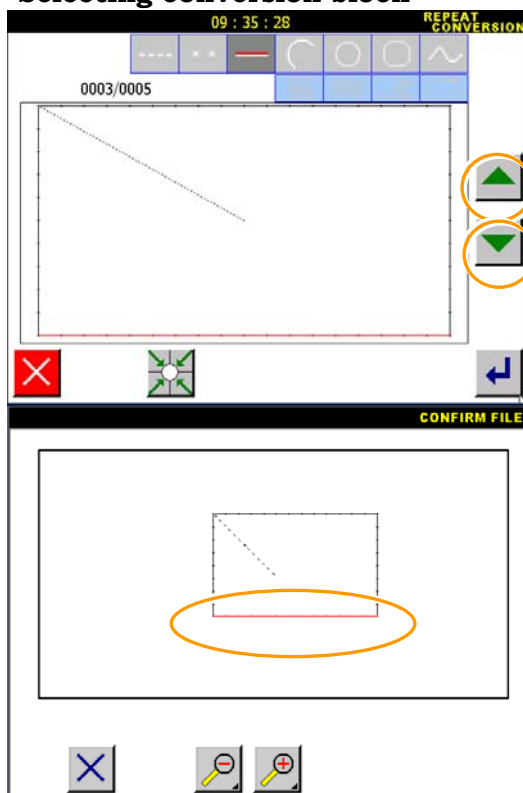 Selecting conversion block
09 : 35 : 28
REPEAT
CONVERSION
0003/0005
CONFIRM FILE